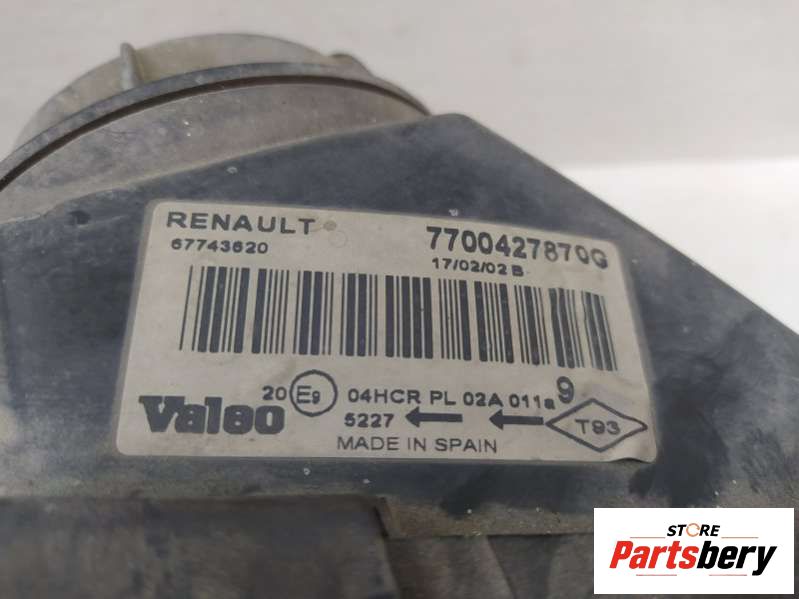 RENAULT 7700427870G
67743620 17/02/02 B
20 E9 04HCR PL 02A 011a 9
Valeo 5227 T93
MADE IN SPAIN
STORE
Partsbery